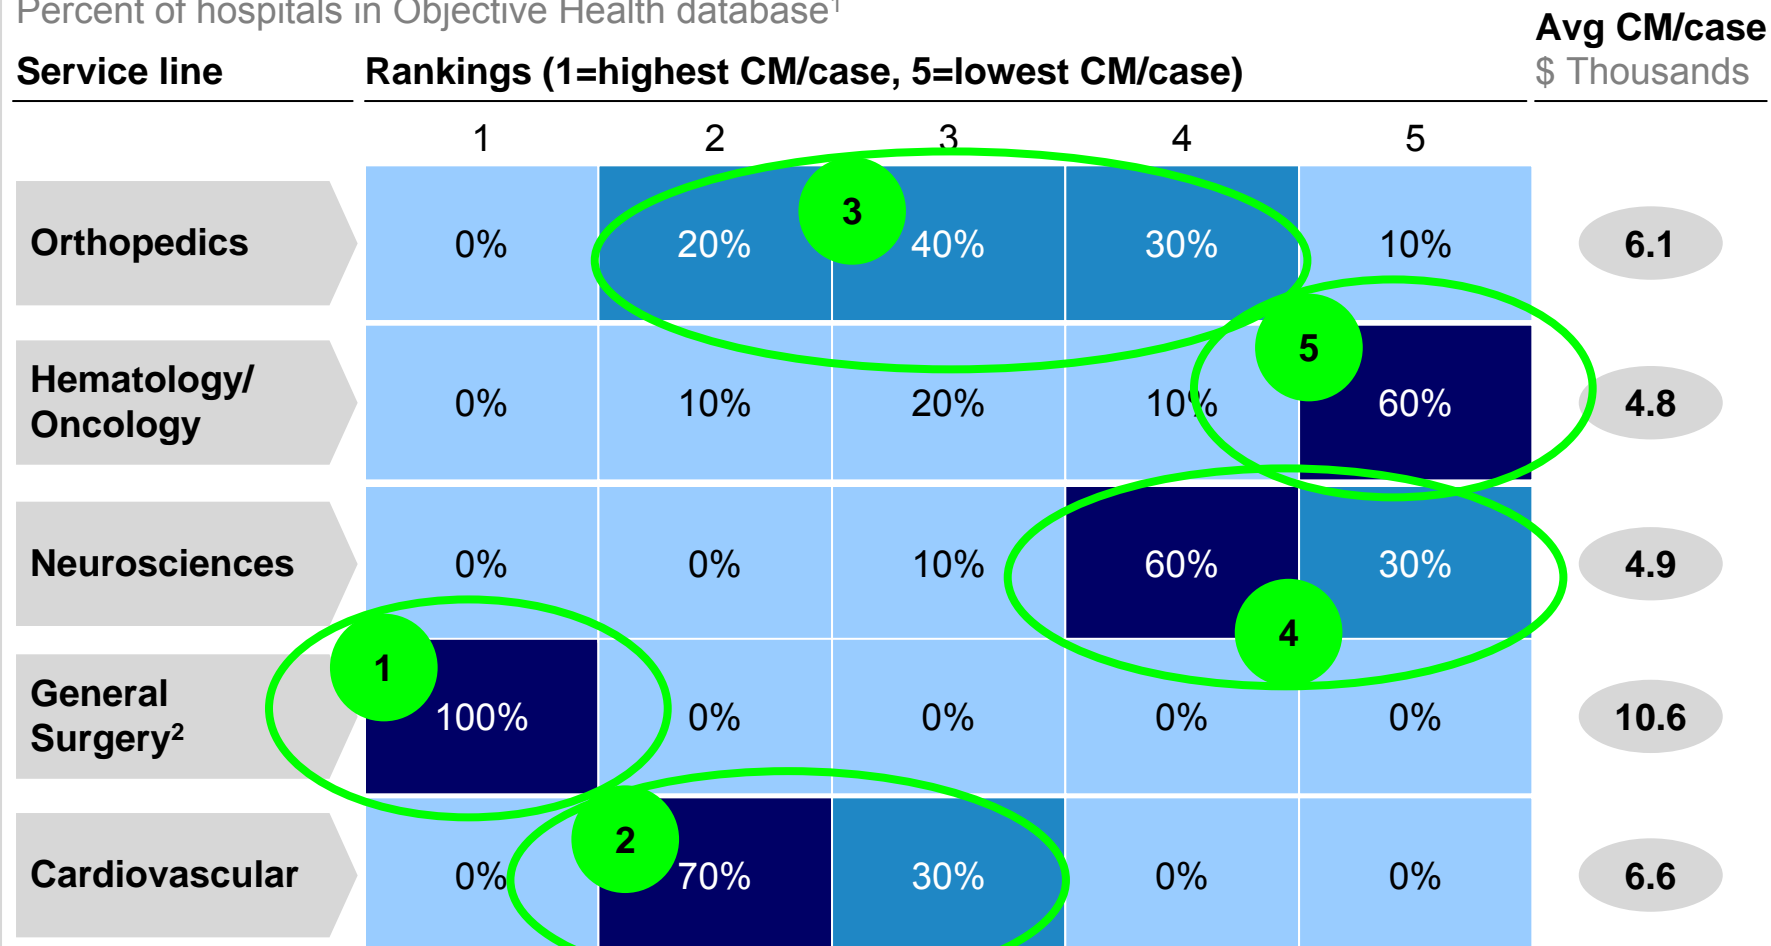 Percent of hospitals in Objective Health database1
Avg CM/case
Service line Rankings (1=highest CM/case, 5=lowest CM/case) $ Thousands
1 2 3 4 5
3
Orthopedics 0% 20% 40% 30% 10% 6.1
5
Hematology/
Oncology 0% 10% 20% 10% 60% 4.8
Neurosciences 0% 0% 10% 60% 30% 4.9
4
1
General
Surgery2 100% 0% 0% 0% 0% 10.6
2
Cardiovascular 0% 70% 30% 0% 0% 6.6